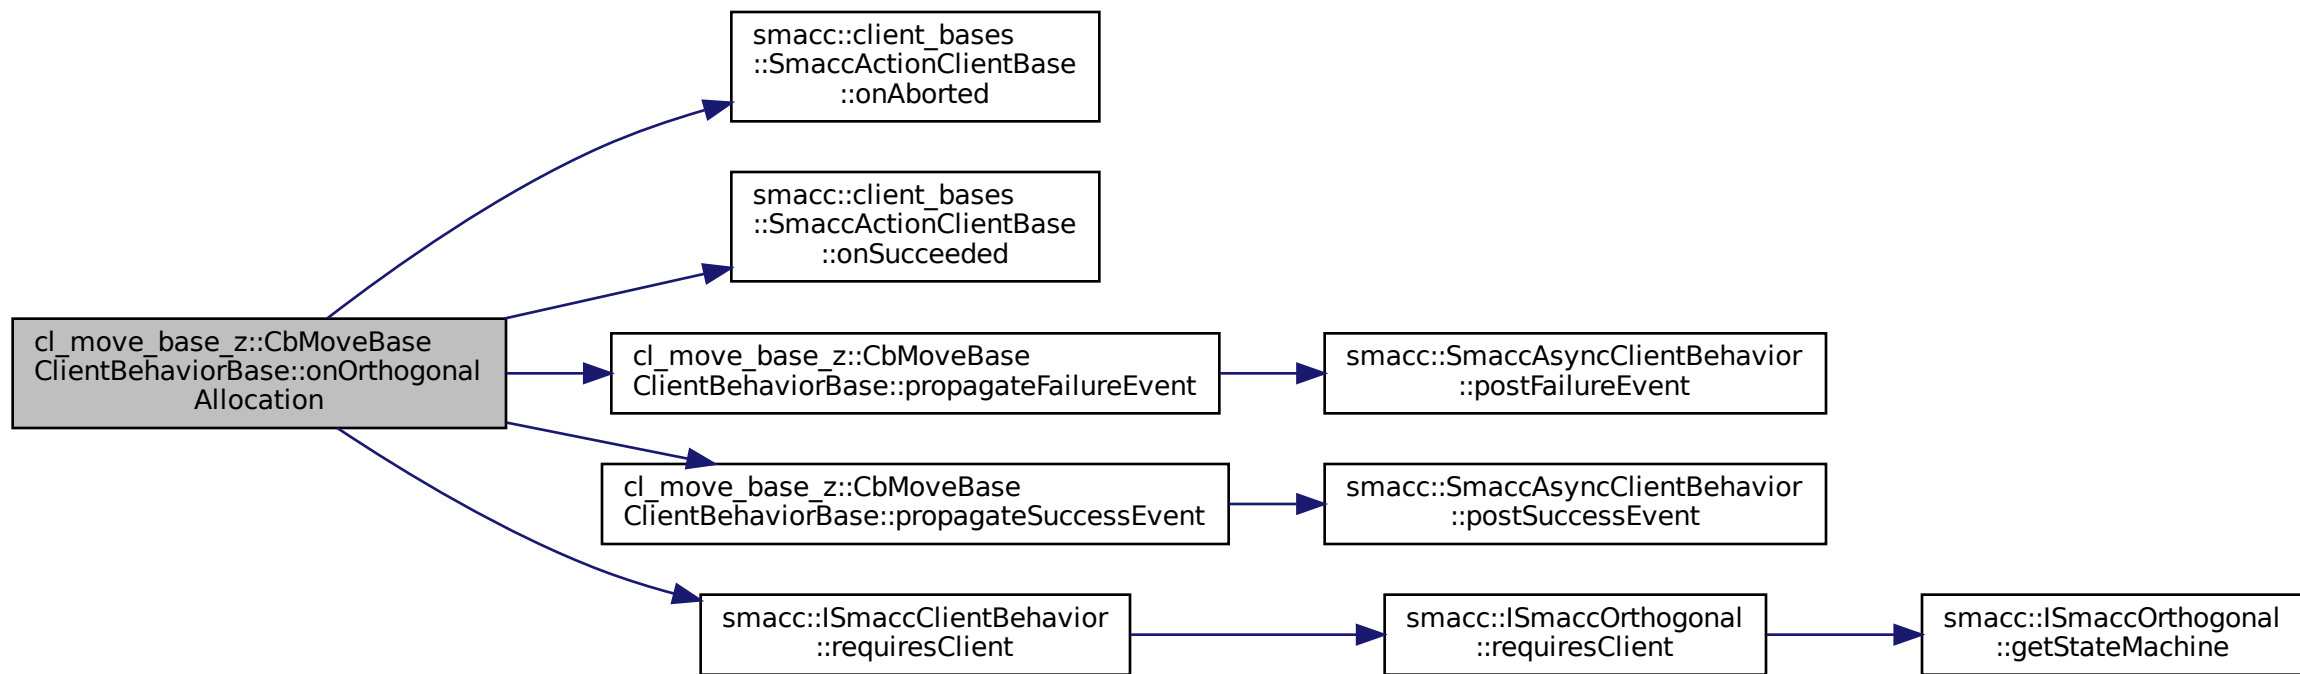 smacc::client_bases
::SmaccActionClientBase
::onAborted
smacc::client_bases
::SmaccActionClientBase
::onSucceeded
cl_move_base_z::CbMoveBase
ClientBehaviorBase::onOrthogonal
Allocation
cl_move_base_z::CbMoveBase
ClientBehaviorBase::propagateFailureEvent
smacc::SmaccAsyncClientBehavior
::postFailureEvent
cl_move_base_z::CbMoveBase
ClientBehaviorBase::propagateSuccessEvent
smacc::SmaccAsyncClientBehavior
::postSuccessEvent
smacc::ISmaccClientBehavior
::requiresClient
smacc::ISmaccOrthogonal
::requiresClient
smacc::ISmaccOrthogonal
::getStateMachine